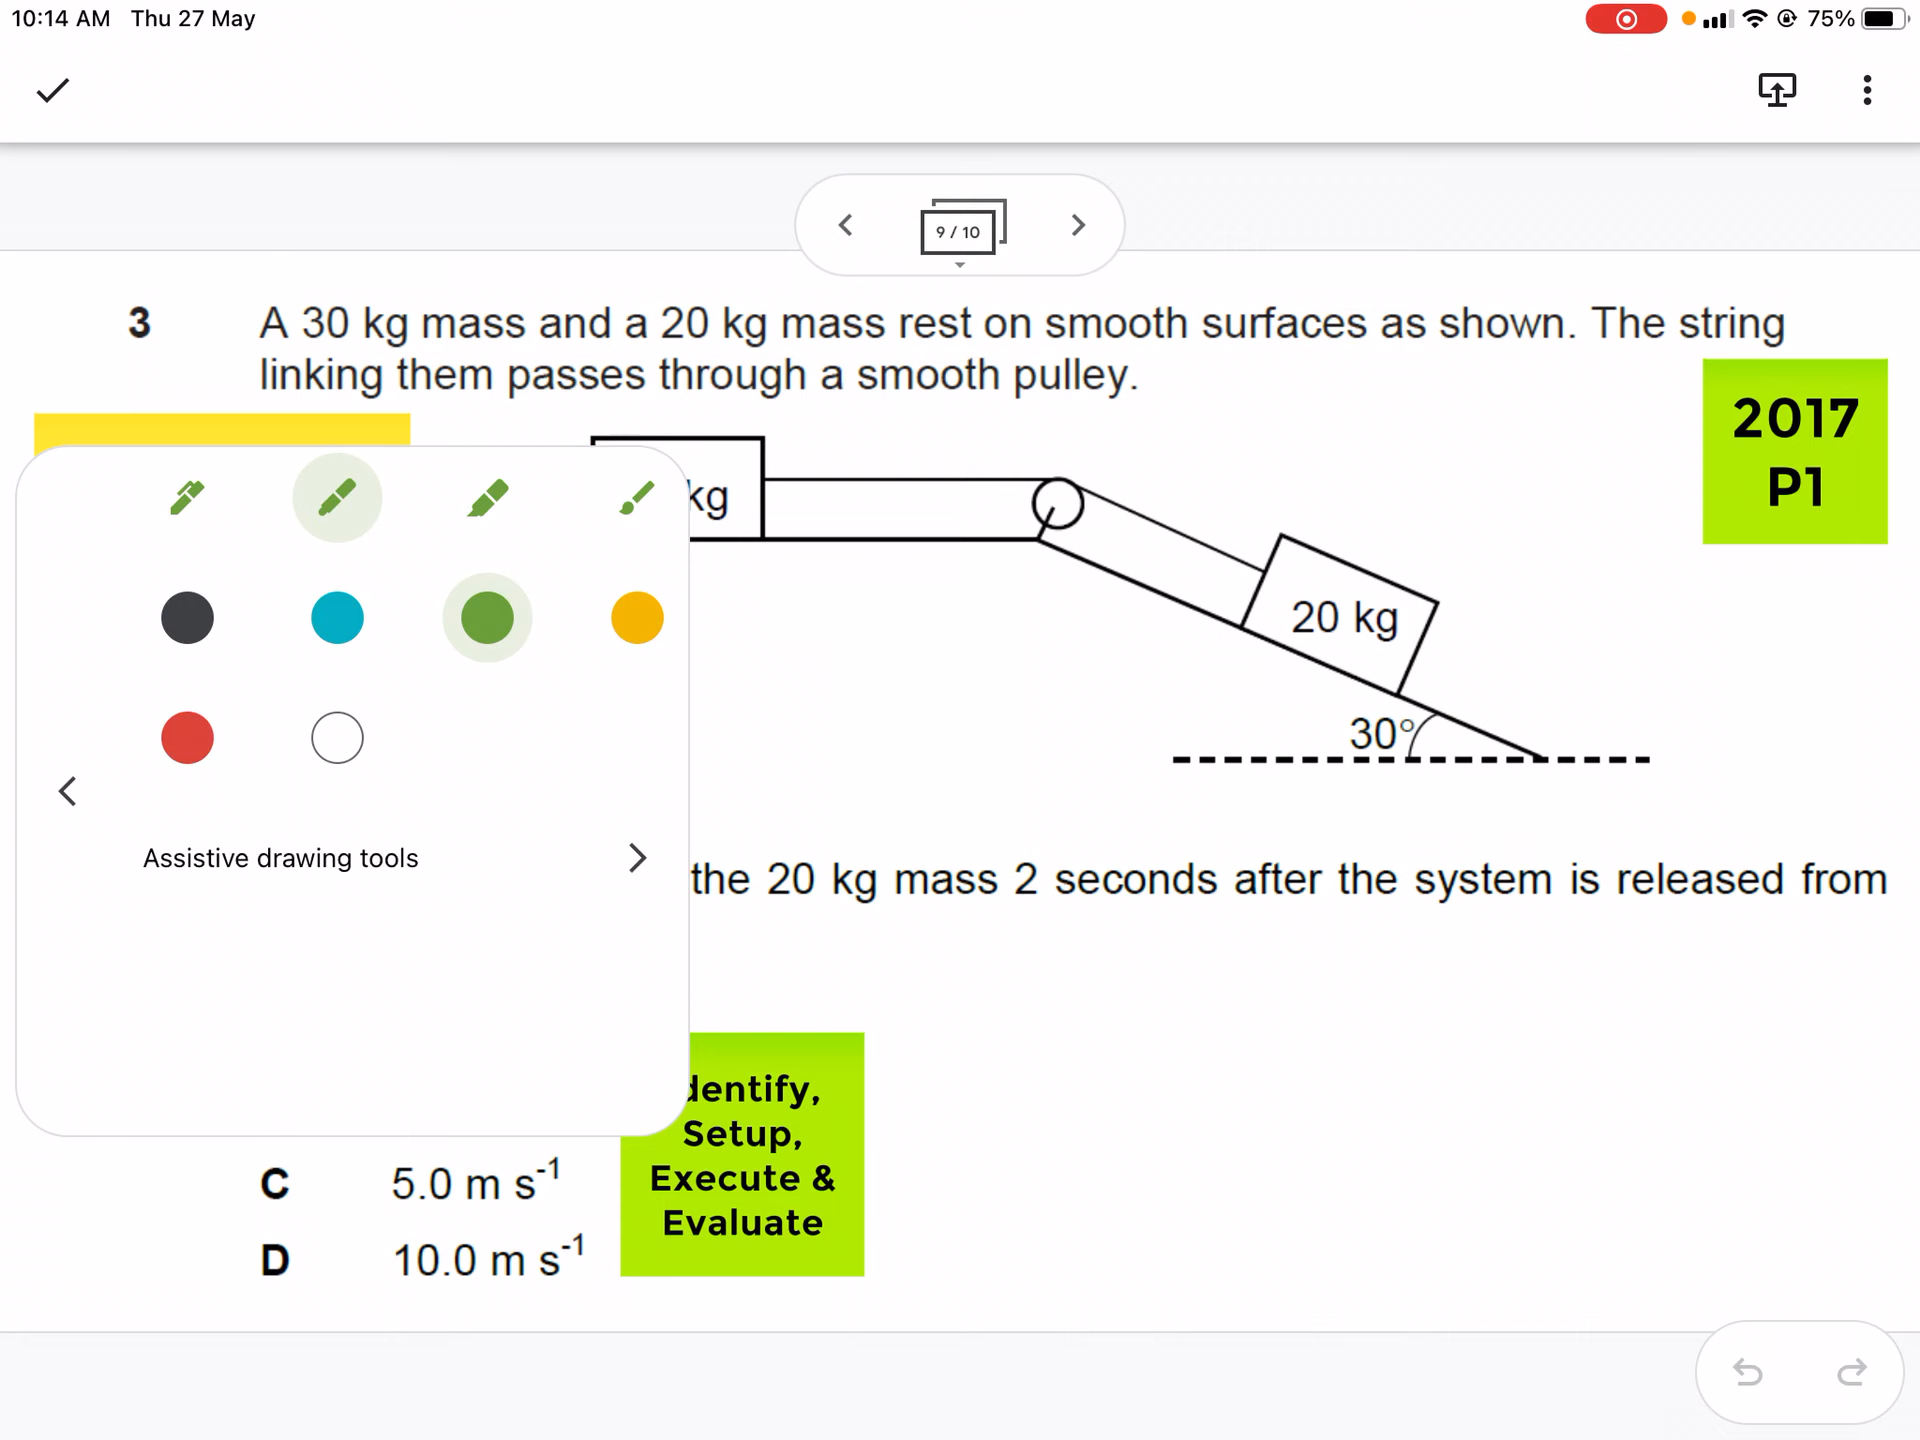 10:14 AM Thu 27 May
75%
9 / 10
3 A 30 kg mass and a 20 kg mass rest on smooth surfaces as shown. The string
linking them passes through a smooth pulley.
2017
P1
kg
20 kg
30°
the 20 kg mass 2 seconds after the system is released from
Assistive drawing tools
dentify,
Setup,
Execute &
Evaluate
C 5.0 m s⁻¹
D 10.0 m s⁻¹